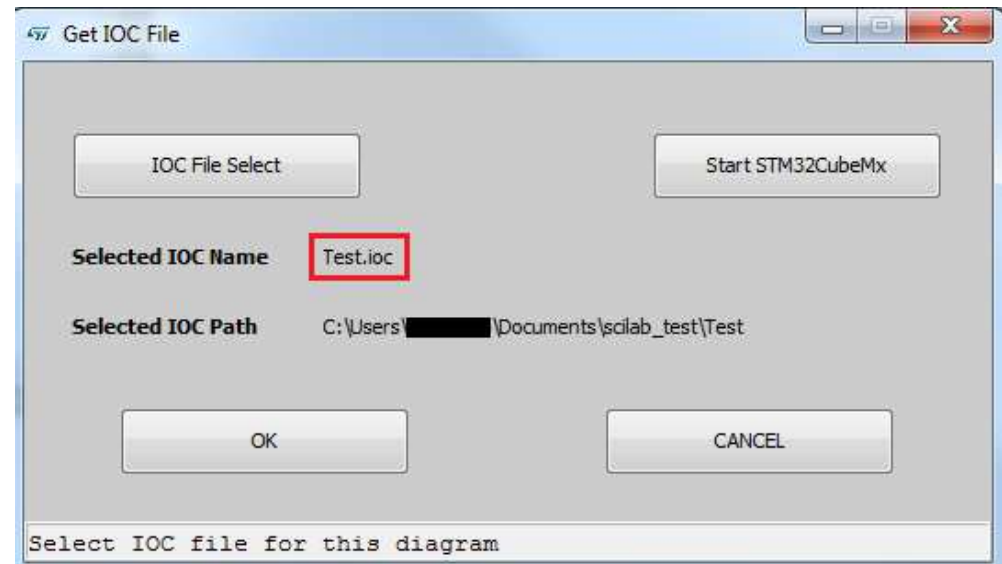 Get IOC File
IOC File Select Start STM32CubeMx
Selected IOC Name Test.ioc
Selected IOC Path C:\Users\ \Documents\scilab_test\Test
OK CANCEL
Select IOC file for this diagram